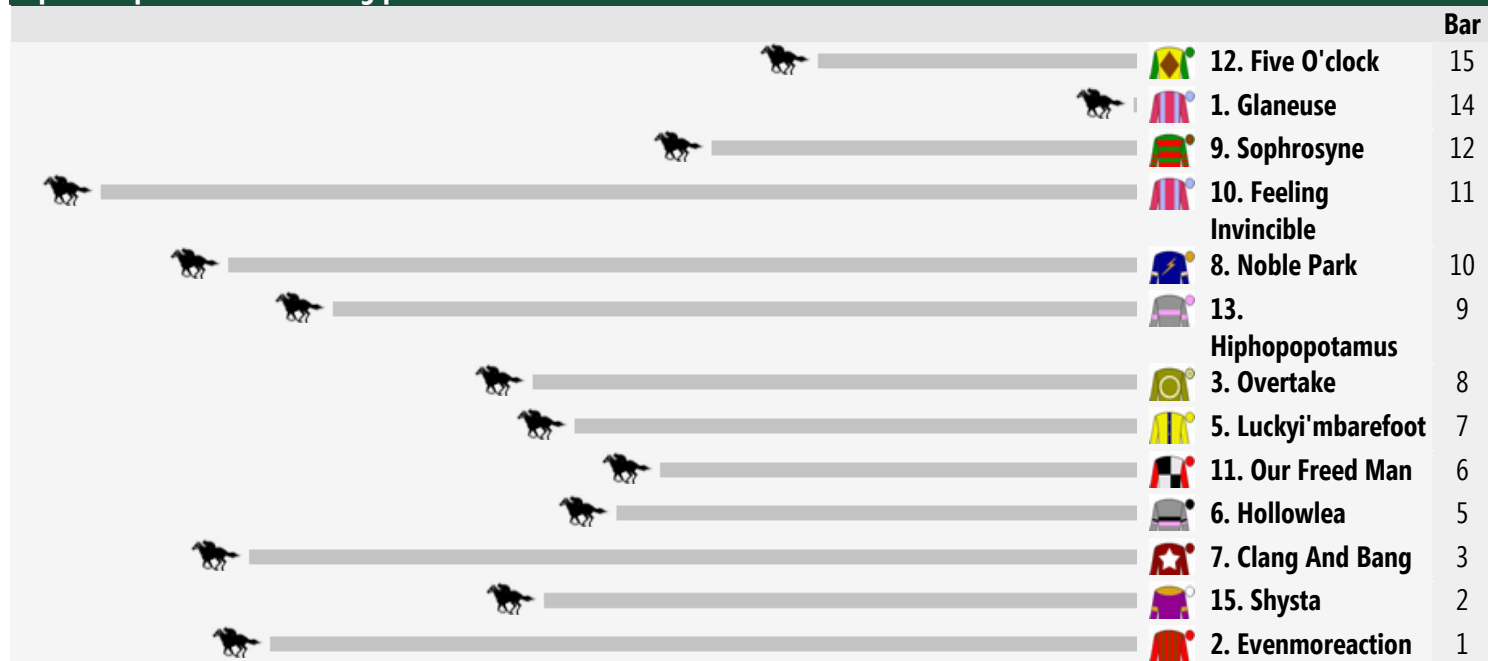 Bar
12. Five O'clock 15
1. Glaneuse 14
9. Sophrosyne 12
10. Feeling 11
Invincible
8. Noble Park 10
13. 9
Hiphopopotamus
3. Overtake 8
5. Luckyi'mbarefoot 7
11. Our Freed Man 6
6. Hollowlea 5
7. Clang And Bang 3
15. Shysta 2
2. Evenmoreaction 1